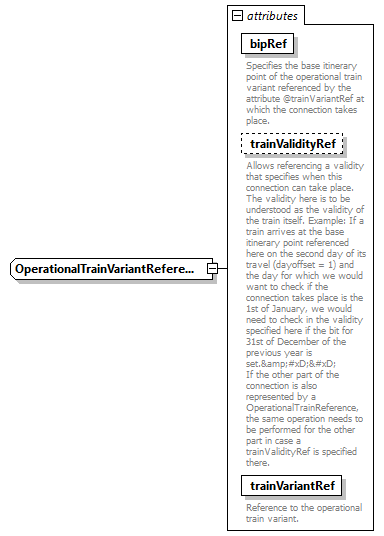 attributes
bipRef
Specifies the base itinerary
point of the operational train
variant referenced by the
attribute @trainVariantRef at
which the connection takes
place.
trainValidityRef
Allows referencing a validity
that specifies when this
connection can take place.
The validity here is to be
understood as the validity of
the train itself. Example: If a
train arrives at the base
itinerary point referenced
here on the second day of its
travel (dayoffset = 1) and
the day for which we would
want to check if the
connection takes place is the
1st of January, we would
need to check in the validity
specified here if the bit for
31st of December of the
previous year is
set.&amp;#xD;&#xD;
If the other part of the
connection is also
represented by a
OperationalTrainReference,
the same operation needs to
be performed for the other
part in case a
trainValidityRef is specified
there.
OperationalTrainVariantRefere...
trainVariantRef
Reference to the operational
train variant.